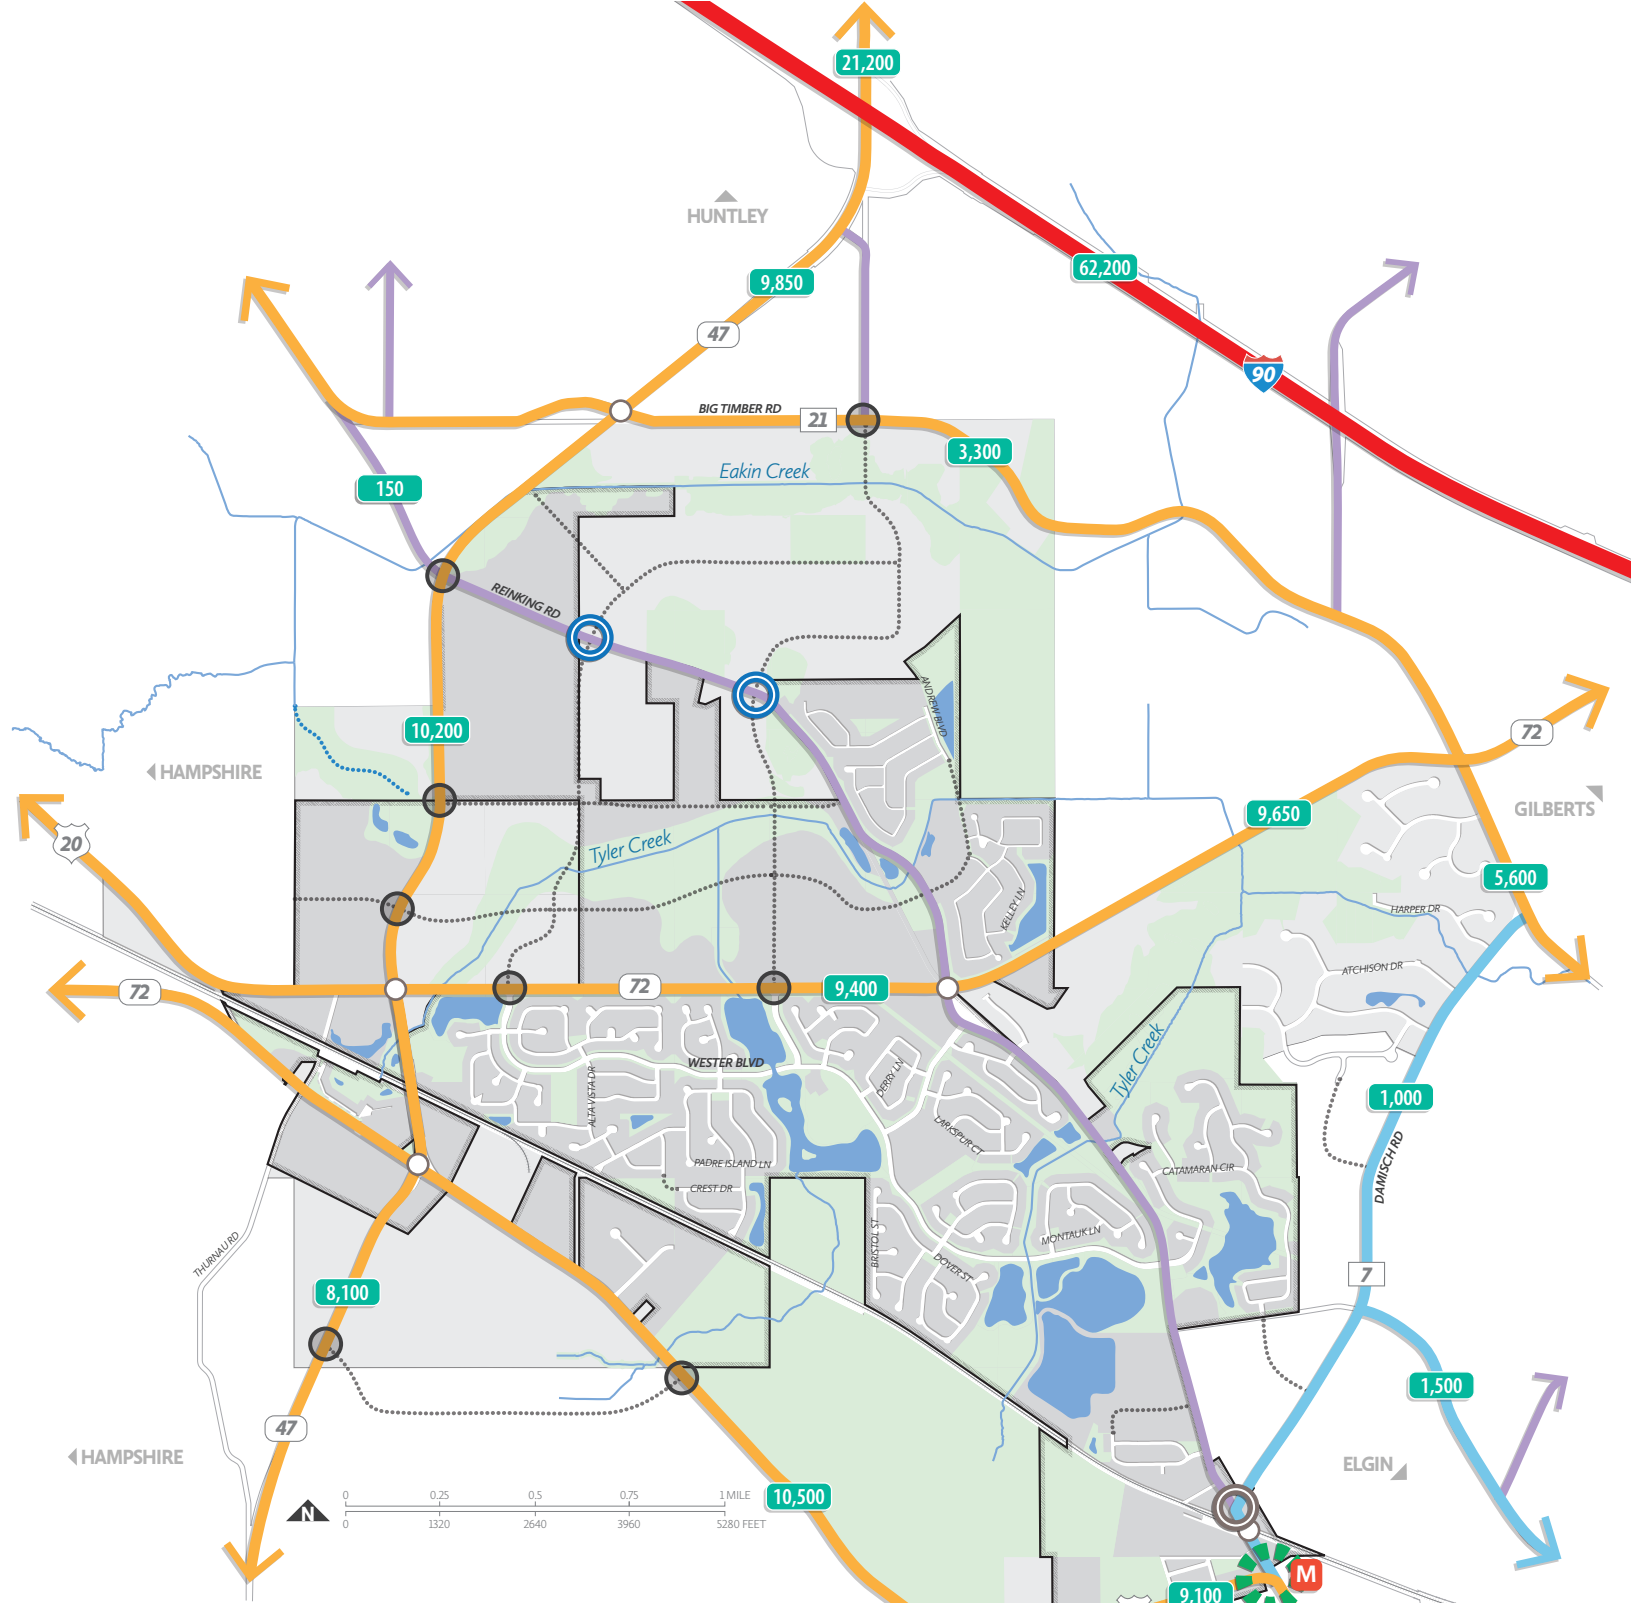 21,200
HUNTLEY
62,200
9,850
47
90
BIG TIMBER RD
21
3,300
Eakin Creek
150
REINKING RD
ANDREW BLVD
10,200
72
HAMPSHIRE
GILBERTS
9,650
20
Tyler Creek
5,600
KELLEY LN
HARPER DR
ATCHISON DR
72
72
9,400
WESTER BLVD
DERRY LN
ALTA VISTA DR
Tyler Creek
1,000
LARKSPUR CT
DAMISCH RD
PADRE ISLAND LN
CATAMARAN CIR
CREST DR
THURNAU RD
BRISTOL ST
MONTAUK LN
DOVER ST
7
8,100
1,500
47
HAMPSHIRE
ELGIN
N
0 0.25 0.5 0.75 1 MILE
0 1320 2640 3960 5280 FEET
10,500
M
9,100